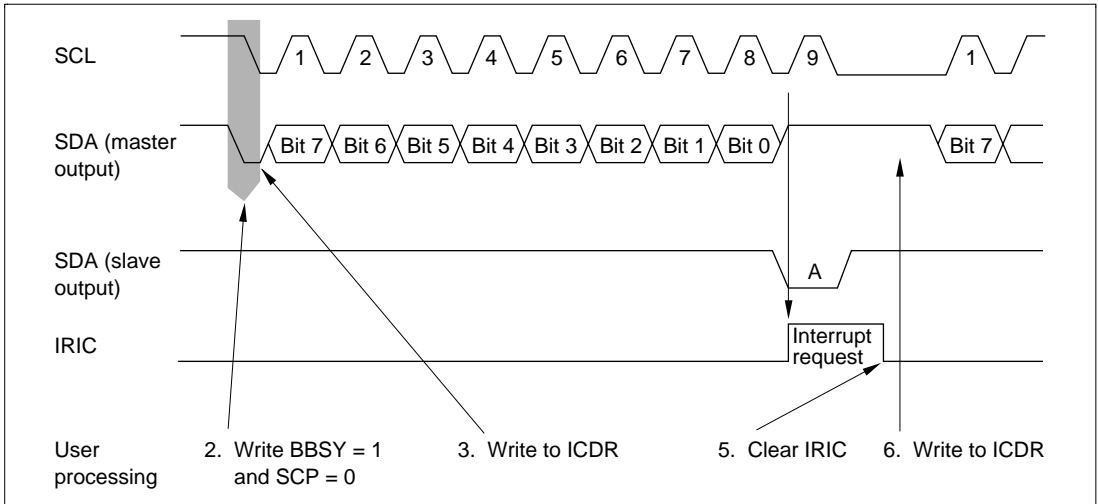 SCL
1 2 3 4 5 6 7 8 9 1
SDA (master
output)
Bit 7 Bit 6 Bit 5 Bit 4 Bit 3 Bit 2 Bit 1 Bit 0 Bit 7
SDA (slave
output)
A
IRIC
Interrupt
request
User
processing
2. Write BBSY = 1
and SCP = 0
3. Write to ICDR
5. Clear IRIC
6. Write to ICDR